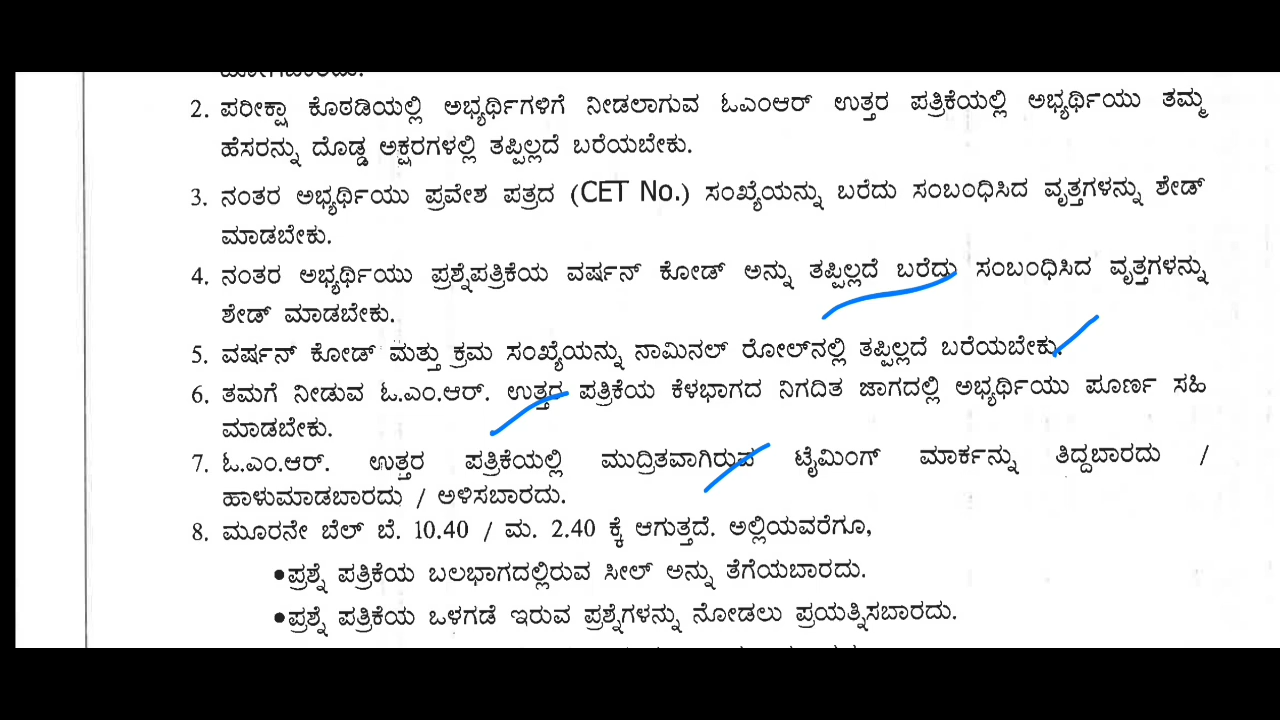 2. ಪರೀಕ್ಷಾ ಕೊಠಡಿಯಲ್ಲಿ ಅಭ್ಯರ್ಥಿಗಳಿಗೆ ನೀಡಲಾಗುವ ಓಎಂಆರ್ ಉತ್ತರ ಪತ್ರಿಕೆಯಲ್ಲಿ ಅಭ್ಯರ್ಥಿಯು ತಮ್ಮ
ಹೆಸರನ್ನು ದೊಡ್ಡ ಅಕ್ಷರಗಳಲ್ಲಿ ತಪ್ಪಿಲ್ಲದೆ ಬರೆಯಬೇಕು.
3. ನಂತರ ಅಭ್ಯರ್ಥಿಯು ಪ್ರವೇಶ ಪತ್ರದ (CET No.) ಸಂಖ್ಯೆಯನ್ನು ಬರೆದು ಸಂಬಂಧಿಸಿದ ವೃತ್ತಗಳನ್ನು ಶೇಡ್
ಮಾಡಬೇಕು.
4. ನಂತರ ಅಭ್ಯರ್ಥಿಯು ಪ್ರಶ್ನೆಪತ್ರಿಕೆಯ ವರ್ಷನ್ ಕೋಡ್ ಅನ್ನು ತಪ್ಪಿಲ್ಲದೆ ಬರೆದು ಸಂಬಂಧಿಸಿದ ವೃತ್ತಗಳನ್ನು
ಶೇಡ್ ಮಾಡಬೇಕು.
5. ವರ್ಷನ್ ಕೋಡ್ ಮತ್ತು ಕ್ರಮ ಸಂಖ್ಯೆಯನ್ನು ನಾಮಿನಲ್ ರೋಲ್‌ನಲ್ಲಿ ತಪ್ಪಿಲ್ಲದೆ ಬರೆಯಬೇಕು.
6. ತಮಗೆ ನೀಡುವ ಓ.ಎಂ.ಆರ್. ಉತ್ತರ ಪತ್ರಿಕೆಯ ಕೆಳಭಾಗದ ನಿಗದಿತ ಜಾಗದಲ್ಲಿ ಅಭ್ಯರ್ಥಿಯು ಪೂರ್ಣ ಸಹಿ
ಮಾಡಬೇಕು.
7. ಓ.ಎಂ.ಆರ್. ಉತ್ತರ ಪತ್ರಿಕೆಯಲ್ಲಿ ಮುದ್ರಿತವಾಗಿರುವ ಟೈಮಿಂಗ್ ಮಾರ್ಕನ್ನು ತಿದ್ದಬಾರದು /
ಹಾಳುಮಾಡಬಾರದು / ಅಳಿಸಬಾರದು.
8. ಮೂರನೇ ಬೆಲ್ ಬೆ. 10.40 / ಮ. 2.40 ಕ್ಕೆ ಆಗುತ್ತದೆ. ಅಲ್ಲಿಯವರೆಗೂ,
•ಪ್ರಶ್ನೆ ಪತ್ರಿಕೆಯ ಬಲಭಾಗದಲ್ಲಿರುವ ಸೀಲ್ ಅನ್ನು ತೆಗೆಯಬಾರದು.
•ಪ್ರಶ್ನೆ ಪತ್ರಿಕೆಯ ಒಳಗಡೆ ಇರುವ ಪ್ರಶ್ನೆಗಳನ್ನು ನೋಡಲು ಪ್ರಯತ್ನಿಸಬಾರದು.